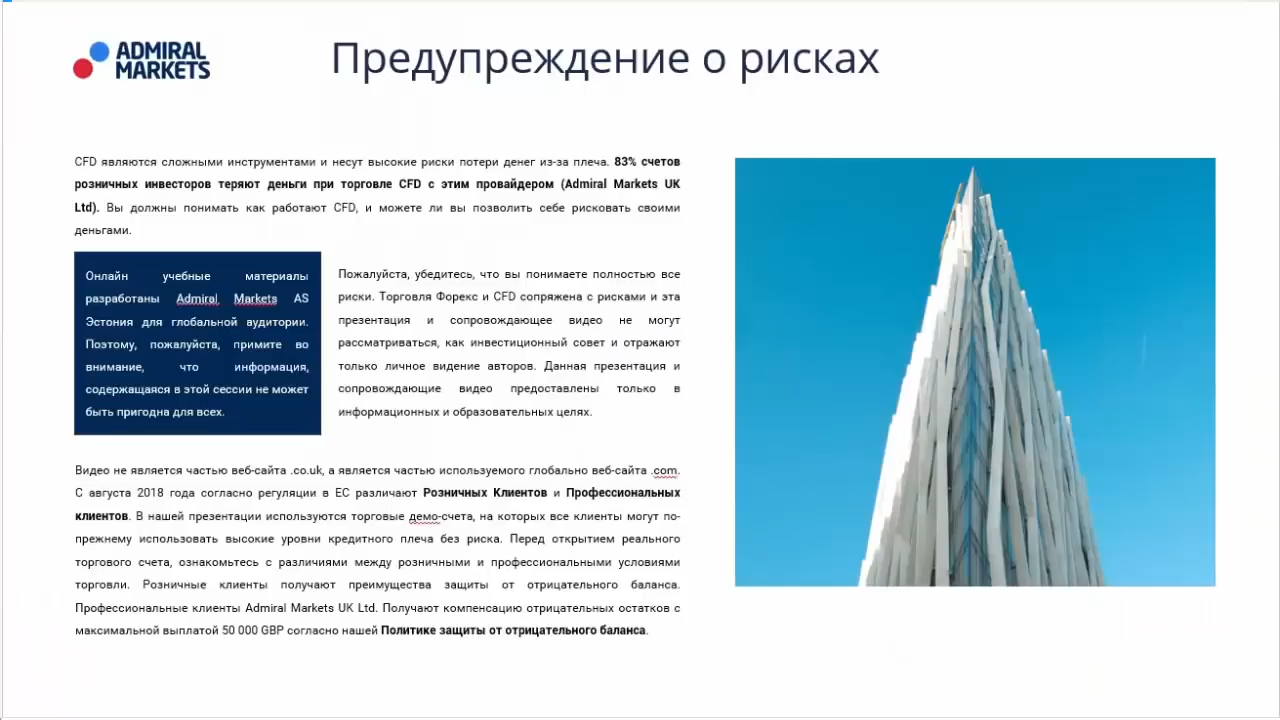 ADMIRAL
MARKETS
Предупреждение о рисках
CFD являются сложными инструментами и несут высокие риски потери денег из-за плеча. 83% счетов
розничных инвесторов теряют деньги при торговле CFD с этим провайдером (Admiral Markets UK
Ltd). Вы должны понимать как работают CFD, и можете ли вы позволить себе рисковать своими
деньгами.
Онлайн учебные материалы
разработаны Admiral Markets AS
Эстония для глобальной аудитории.
Поэтому, пожалуйста, примите во
внимание, что информация,
содержащаяся в этой сессии не может
быть пригодна для всех.
Пожалуйста, убедитесь, что вы понимаете полностью все
риски. Торговля Форекс и CFD сопряжена с рисками и эта
презентация и сопровождающее видео не могут
рассматриваться, как инвестиционный совет и отражают
только личное видение авторов. Данная презентация и
сопровождающие видео предоставлены только в
информационных и образовательных целях.
Видео не является частью веб-сайта .co.uk, а является частью используемого глобально веб-сайта .com.
С августа 2018 года согласно регуляции в ЕС различают Розничных Клиентов и Профессиональных
клиентов. В нашей презентации используются торговые демо-счета, на которых все клиенты могут по-
прежнему использовать высокие уровни кредитного плеча без риска. Перед открытием реального
торгового счета, ознакомьтесь с различиями между розничными и профессиональными условиями
торговли. Розничные клиенты получают преимущества защиты от отрицательного баланса.
Профессиональные клиенты Admiral Markets UK Ltd. Получают компенсацию отрицательных остатков с
максимальной выплатой 50 000 GBP согласно нашей Политике защиты от отрицательного баланса.